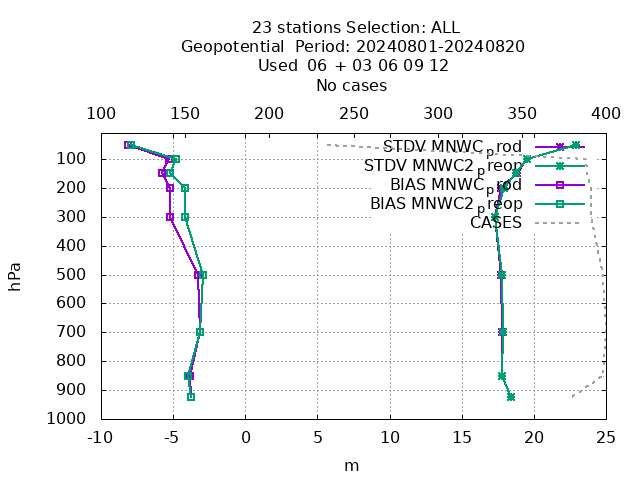 23 stations Selection: ALL
Geopotential  Period: 20240801-20240820
Used  06 + 03 06 09 12
No cases
100 150 200 250 300 350 400
STDV MNWC_prod
STDV MNWC2_preop
BIAS MNWC_prod
BIAS MNWC2_preop
CASES
100
200
300
400
500
600
700
800
900
1000
hPa
-10 -5 0 5 10 15 20 25
m